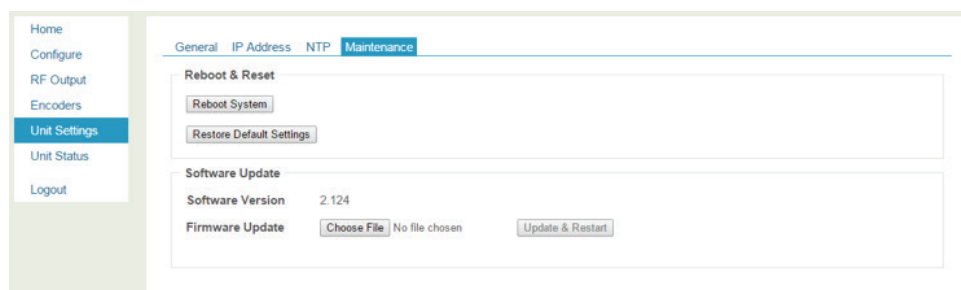 Home
Configure
RF Output
Encoders
Unit Settings
Unit Status
Logout
General IP Address NTP Maintenance
Reboot & Reset
Reboot System
Restore Default Settings
Software Update
Software Version 2.124
Firmware Update Choose File No file chosen Update & Restart